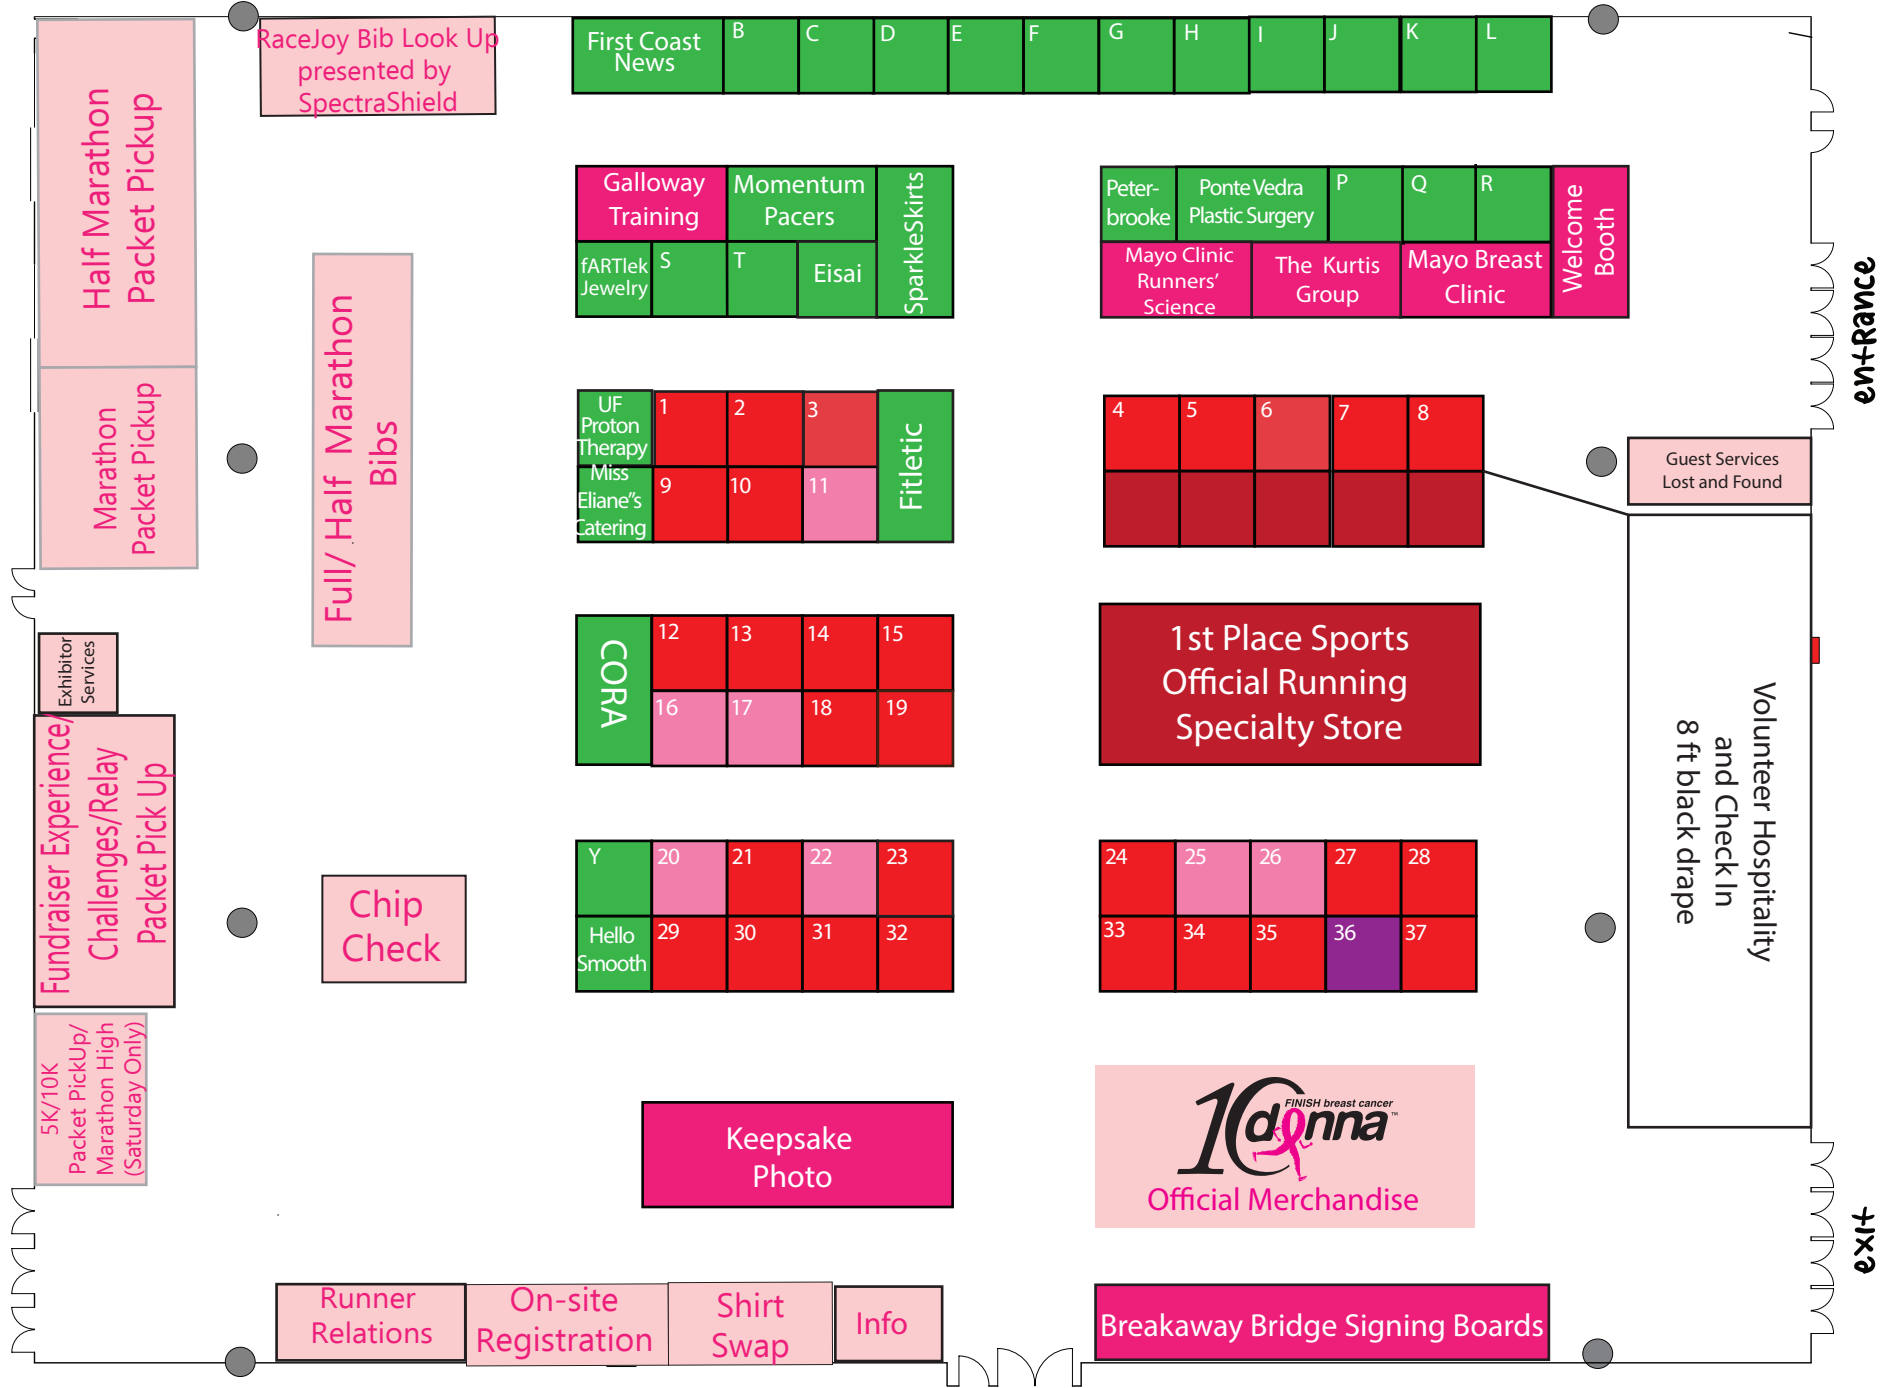 RaceJoy Bib Look Up
presented by
SpectraShield
First Coast
News
B
C
D
E
F
G
H
I
J
K
L
Half Marathon
Packet Pickup
Marathon
Packet Pickup
Full/ Half Marathon
Bibs
Galloway
Training
Momentum
Pacers
SparkleSkirts
fARTlek
Jewelry
S
T
Eisai
Peter-
brooke
Ponte Vedra
Plastic Surgery
P
Q
R
Welcome
Booth
Mayo Clinic
Runners'
Science
The Kurtis
Group
Mayo Breast
Clinic
entRance
UF
Proton
Therapy
1
2
3
Fitletic
Miss
Eliane"s
Catering
9
10
11
4
5
6
7
8
Guest Services
Lost and Found
Exhibitor
Services
CORA
12
13
14
15
16
17
18
19
1st Place Sports
Official Running
Specialty Store
Volunteer Hospitality
and Check In
8 ft black drape
Fundraiser Experience/
Challenges/Relay
Packet Pick Up
Chip
Check
Y
20
21
22
23
Hello
Smooth
29
30
31
32
24
25
26
27
28
33
34
35
36
37
5K/10K
Packet PickUp/
Marathon High
(Saturday Only)
Keepsake
Photo
10
FINISH breast cancer
donna™
Official Merchandise
exit
Runner
Relations
On-site
Registration
Shirt
Swap
Info
Breakaway Bridge Signing Boards